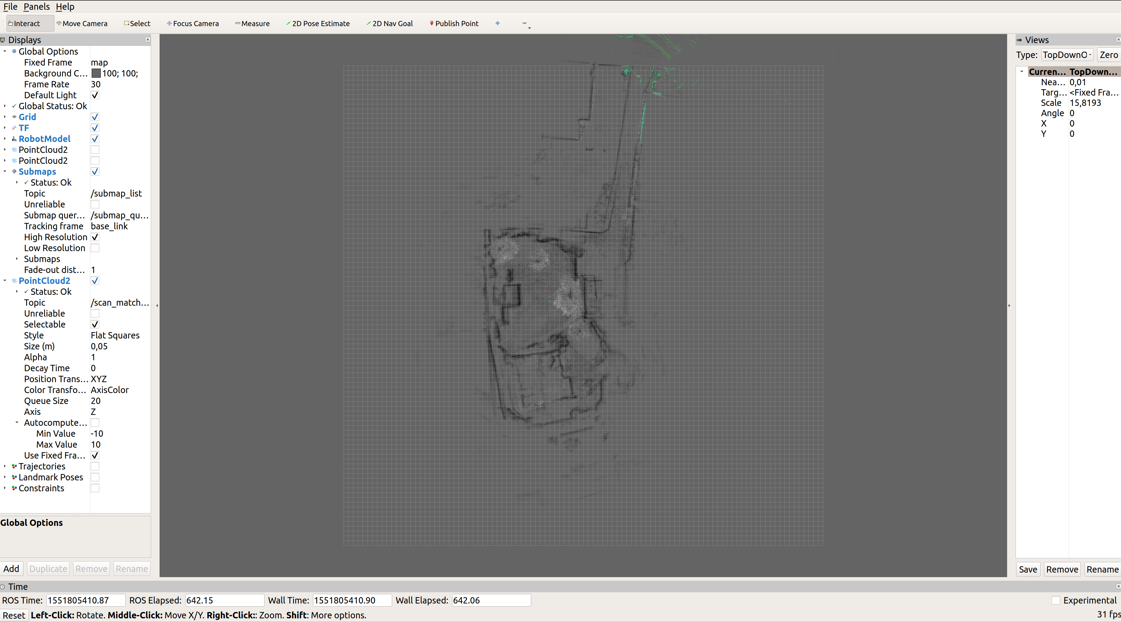 File Panels Help
Interact Move Camera Select Focus Camera Measure 2D Pose Estimate 2D Nav Goal Publish Point
Displays
Global Options
Fixed Frame map
Background C... 100; 100;
Frame Rate 30
Default Light
Global Status: Ok
Grid
TF
RobotModel
PointCloud2
PointCloud2
Submaps
Status: Ok
Topic /submap_list
Unreliable
Submap quer... /submap_qu...
Tracking frame base_link
High Resolution
Low Resolution
Submaps
Fade-out dist... 1
PointCloud2
Status: Ok
Topic /scan_match...
Unreliable
Selectable
Style Flat Squares
Size (m) 0,05
Alpha 1
Decay Time 0
Position Trans... XYZ
Color Transfo... AxisColor
Queue Size 20
Axis Z
Autocompute...
Min Value -10
Max Value 10
Use Fixed Fra...
Trajectories
Landmark Poses
Constraints
Global Options
Add Duplicate Remove Rename
Views
Type: TopDownO Zero
Curren... TopDown...
Nea... 0,01
Targ... <Fixed Fra...
Scale 15,8193
Angle 0
X 0
Y 0
Save Remove Rename
Time
ROS Time: 1551805410.87 ROS Elapsed: 642.15 Wall Time: 1551805410.90 Wall Elapsed: 642.06 Experimental
Reset Left-Click: Rotate. Middle-Click: Move X/Y. Right-Click:: Zoom. Shift: More options. 31 fps